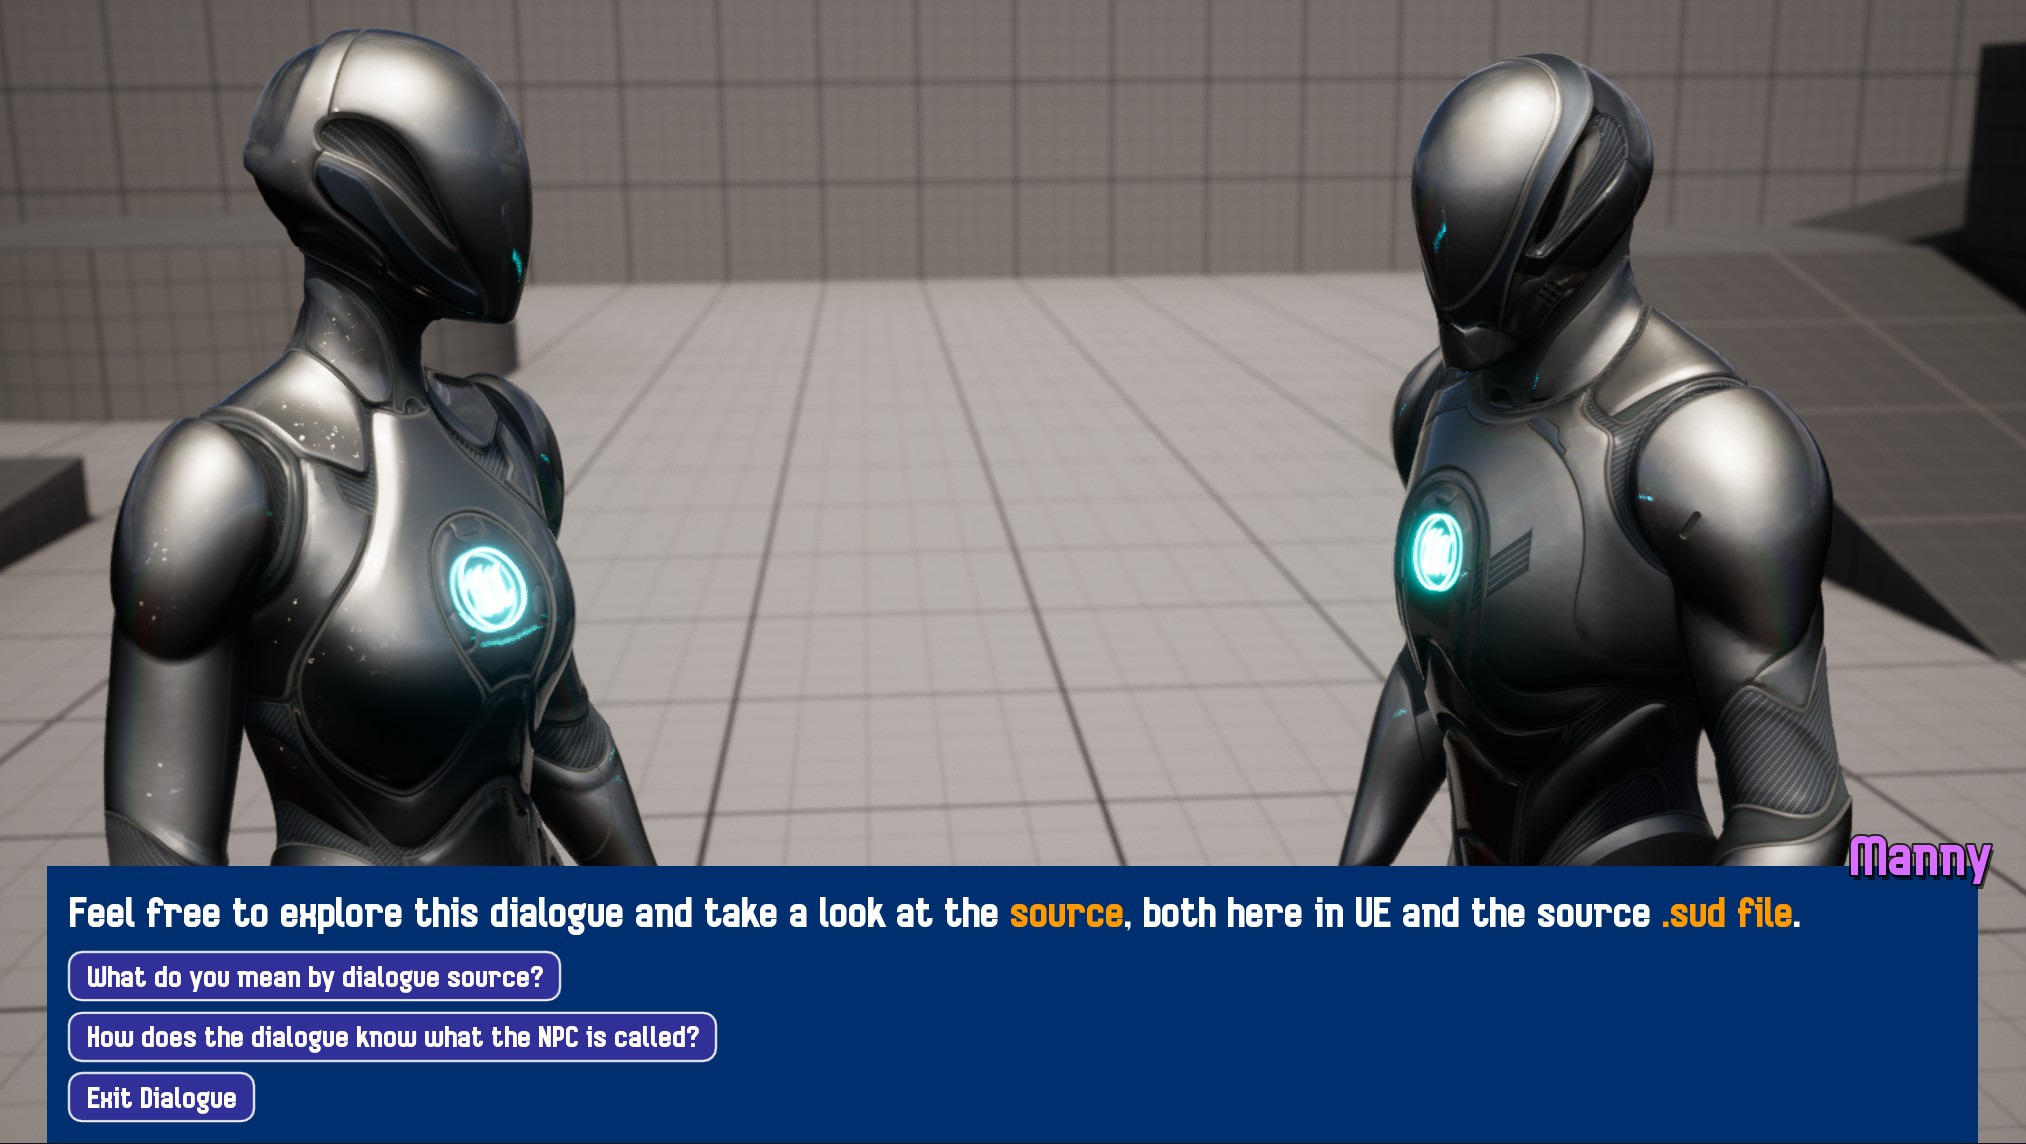 Manny
Feel free to explore this dialogue and take a look at the source, both here in UE and the source .sud file.
What do you mean by dialogue source?
How does the dialogue know what the NPC is called?
Exit Dialogue